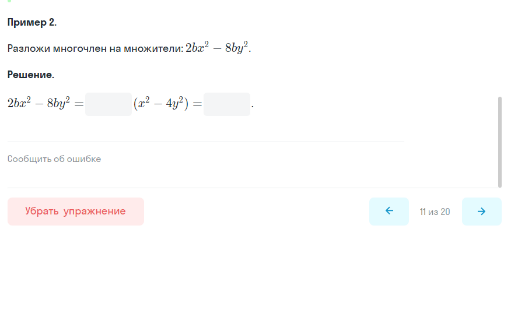 Пример 2.
Разложи многочлен на множители: 2bx² − 8by².
Решение.
2bx² − 8by² = (x² − 4y²) = .
Сообщить об ошибке
Убрать упражнение
← 11 из 20 →